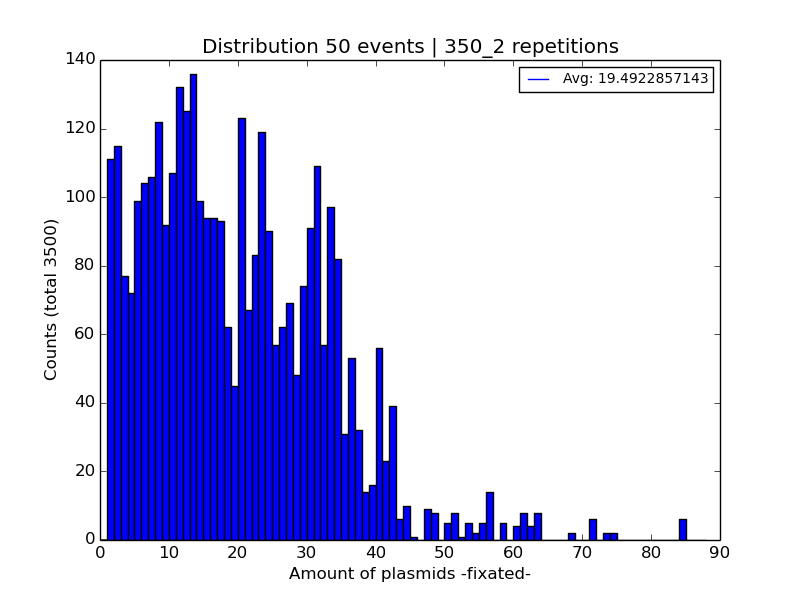 Distribution 50 events | 350_2 repetitions
Avg: 19.4922857143
Counts (total 3500)
140
120
100
80
60
40
20
0
0 10 20 30 40 50 60 70 80 90
Amount of plasmids -fixated-